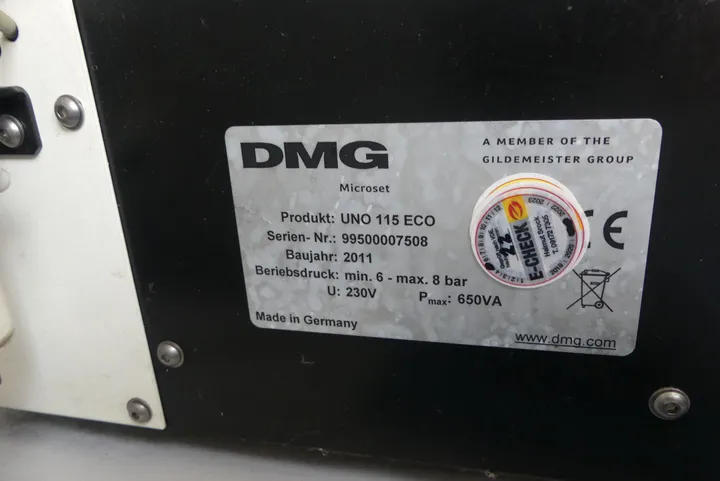 DMG
A MEMBER OF THE
GILDEMEISTER GROUP
Microset
Produkt: UNO 115 ECO
Serien- Nr.: 99500007508
Baujahr: 2011
Beriebsdruck: min. 6 - max. 8 bar
U: 230V Pmax: 650VA
Made in Germany
www.dmg.com
CE
E-CHECK